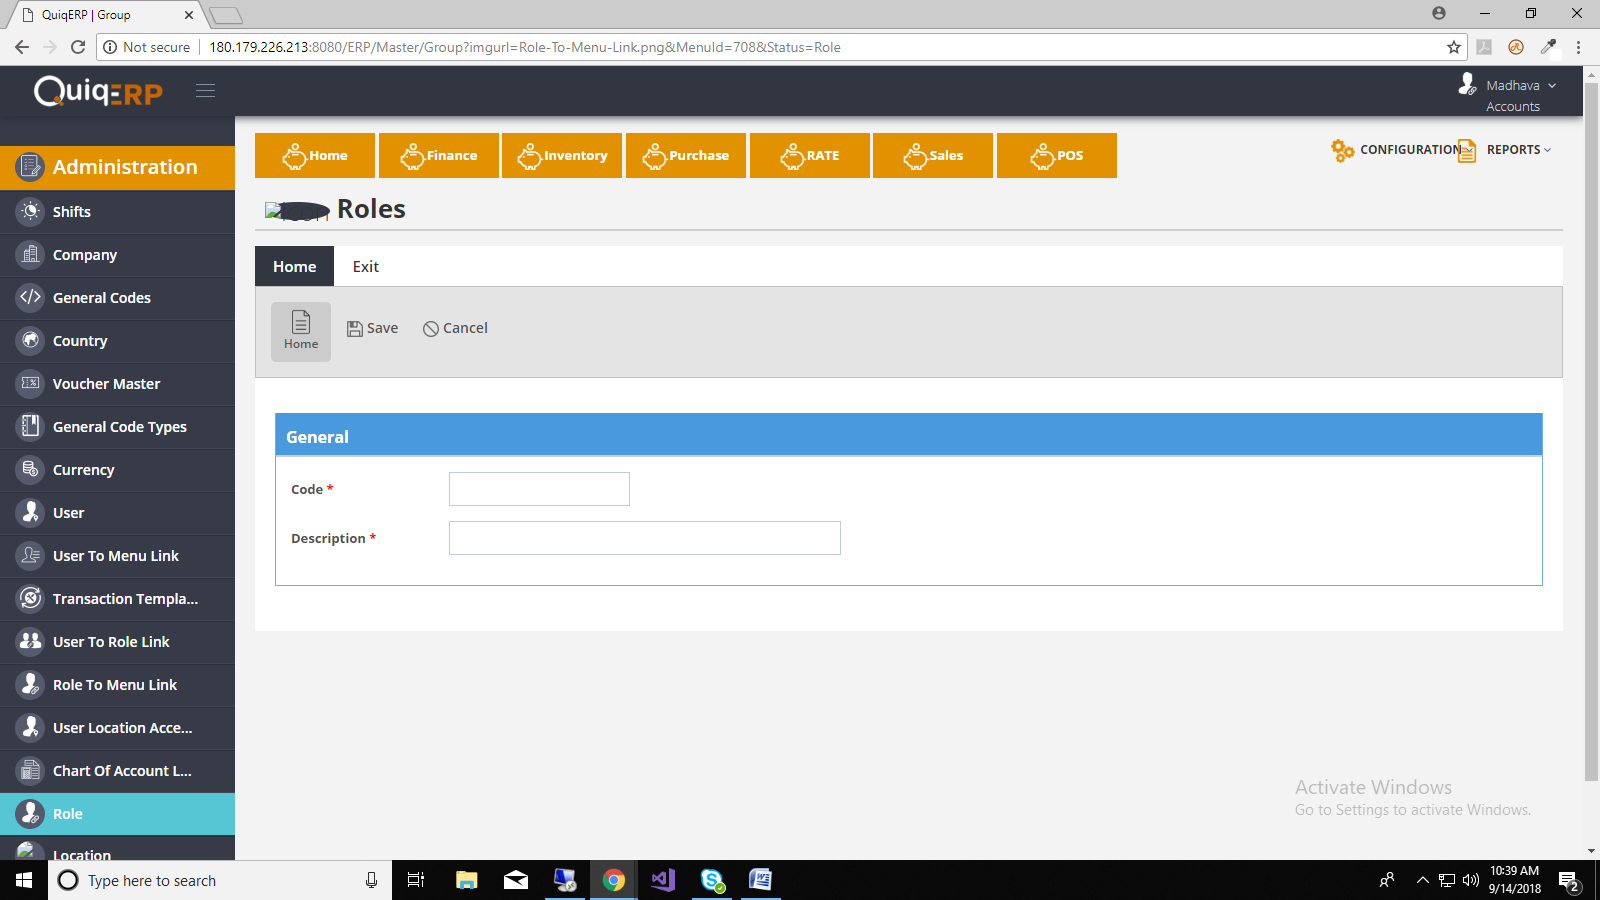 QuiqERP | Group
Not secure
180.179.226.213:8080/ERP/Master/Group?imgurl=Role-To-Menu-Link.png&MenuId=708&Status=Role
QuiqERP
Madhava
Accounts
Home
Finance
Inventory
Purchase
RATE
Sales
POS
CONFIGURATION
REPORTS
Administration
Shifts
Company
General Codes
Country
Voucher Master
General Code Types
Currency
User
User To Menu Link
Transaction Templa...
User To Role Link
Role To Menu Link
User Location Acce...
Chart Of Account L...
Role
Location
Roles
Home
Exit
Home
Save
Cancel
General
Code *
Description *
Activate Windows
Go to Settings to activate Windows.
Type here to search
10:39 AM
9/14/2018
2